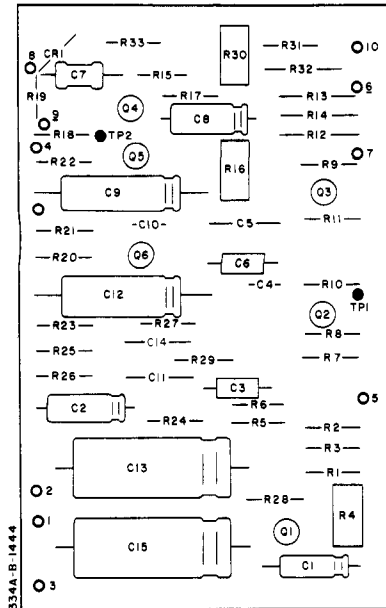 R33
R31
10
8
CR1
R30
C7
R15
R32
6
R19
R17
R13
Q4
C8
R14
9
R18
TP2
R12
4
Q5
7
R22
R16
R9
C9
Q3
R11
C10
C5
R21
Q6
C6
R20
C4
R10
C12
TP1
Q2
R23
R27
R8
C14
R25
R29
R7
R26
C11
C3
5
C2
R6
R24
R5
R2
R3
C13
R1
2
R28
R4
1
Q1
C15
C1
3
334A-B-1444